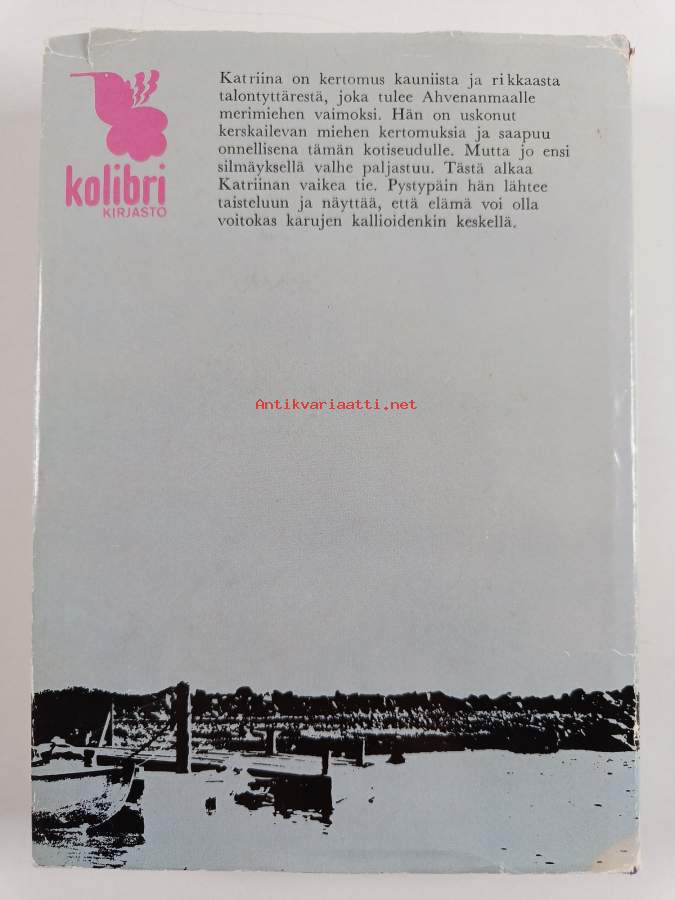 Katriina on kertomus kauniista ja rikkaasta
talontyttärestä, joka tulee Ahvenanmaalle
merimiehen vaimoksi. Hän on uskonut
kerskailevan miehen kertomuksia ja saapuu
onnellisena tämän kotiseudulle. Mutta jo ensi
silmäyksellä valhe paljastuu. Tästä alkaa
Katriinan vaikea tie. Pystypäin hän lähtee
taisteluun ja näyttää, että elämä voi olla
voitokas karujen kallioidenkin keskellä.
kolibri
KIRJASTO
Antikvariaatti.net